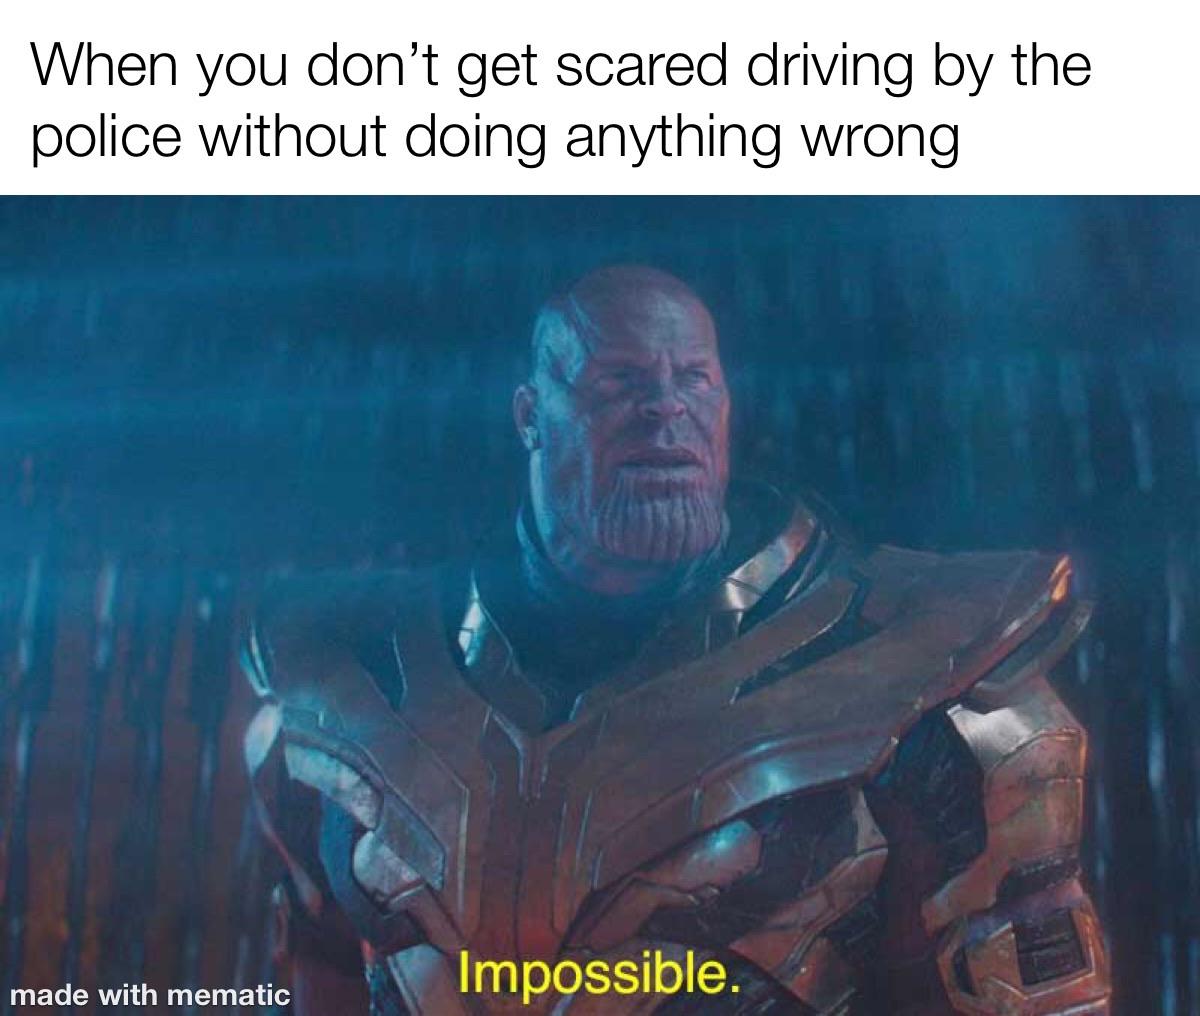 When you don’t get scared driving by the
police without doing anything wrong
Impossible.
made with mematic